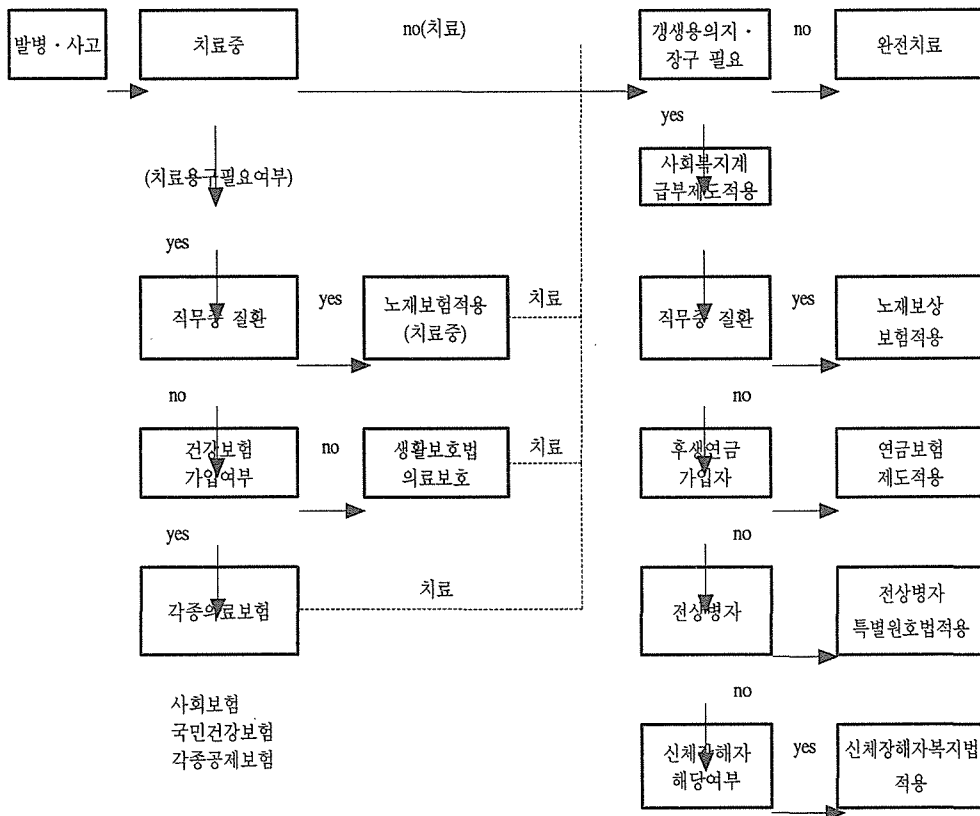 발병・사고
치료중
no(치료)
갱생용의지・
장구 필요
no
완전치료
yes
(치료용구필요여부)
사회복지계
급부제도적용
yes
직무중 질환
yes
노재보험적용
(치료중)
치료
직무중 질환
yes
노재보상
보험적용
no
no
건강보험
가입여부
no
생활보호법
의료보호
치료
후생연금
가입자
연금보험
제도적용
yes
no
각종의료보험
치료
전상병자
전상병자
특별원호법적용
사회보험
국민건강보험
각종공제보험
no
신체장해자
해당여부
yes
신체장해자복지법
적용